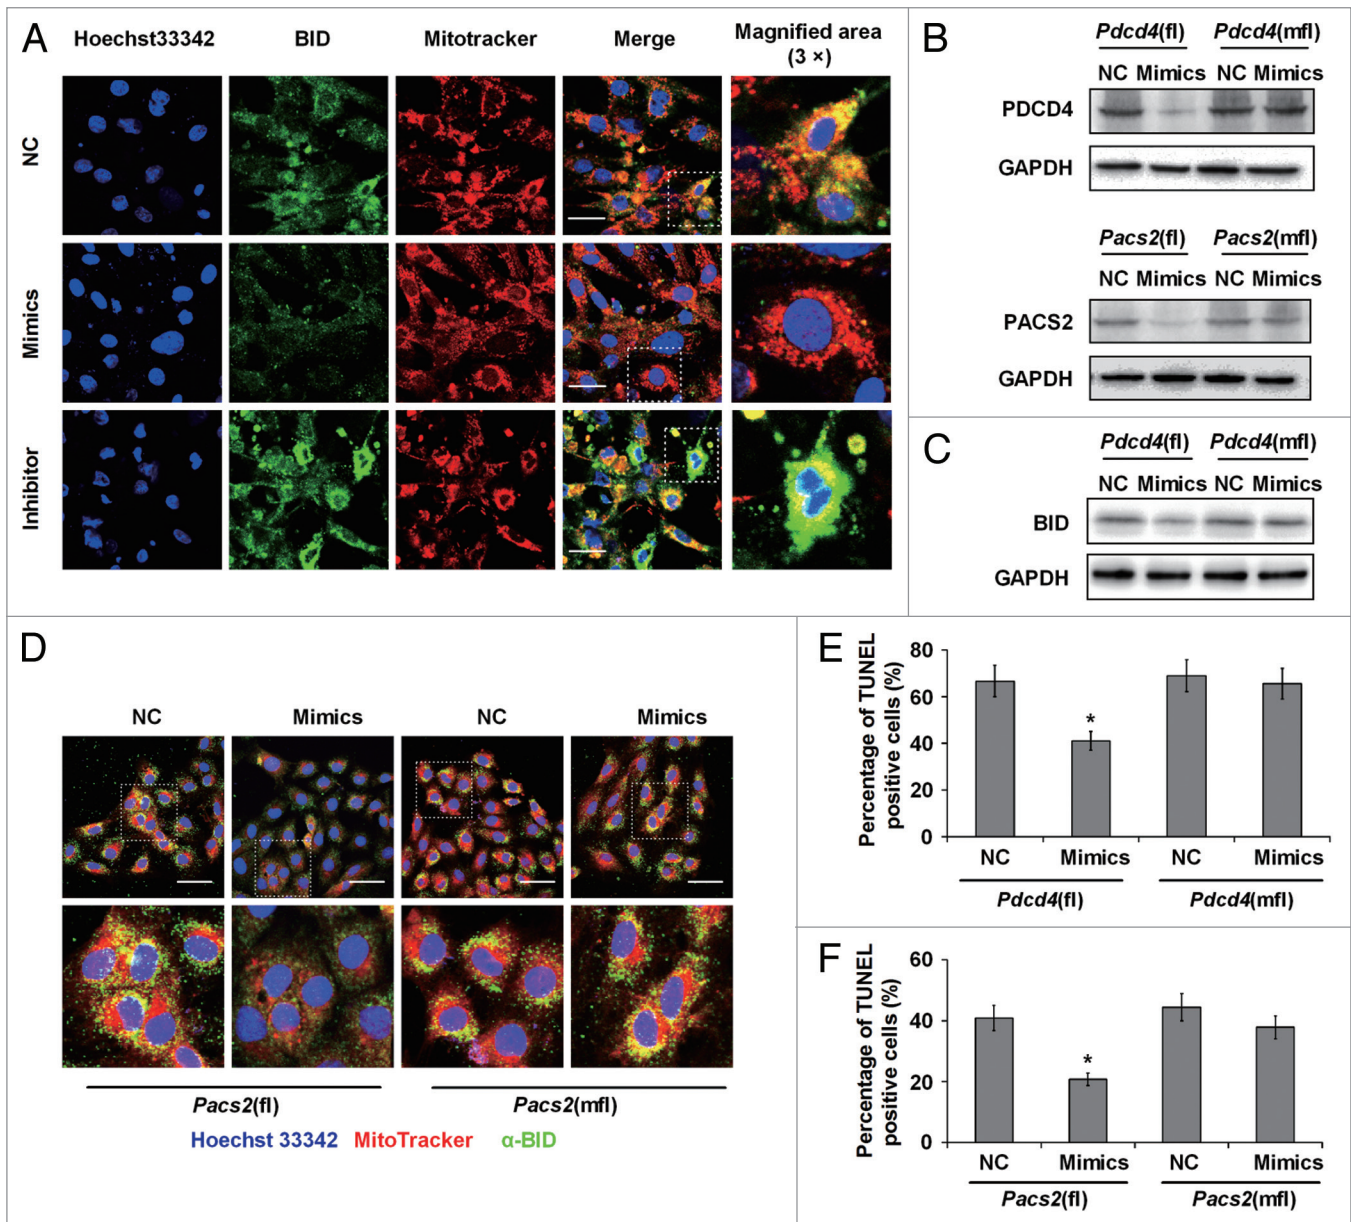 A
Hoechst33342 BID Mitotracker Merge Magnified area
(3 ×)
NC
Mimics
Inhibitor
B
Pdcd4(fl) Pdcd4(mfl)
NC Mimics NC Mimics
PDCD4
GAPDH
Pacs2(fl) Pacs2(mfl)
NC Mimics NC Mimics
PACS2
GAPDH
C
Pdcd4(fl) Pdcd4(mfl)
NC Mimics NC Mimics
BID
GAPDH
D
NC Mimics NC Mimics
Pacs2(fl) Pacs2(mfl)
Hoechst 33342 MitoTracker α-BID
E
Percentage of TUNEL
positive cells (%)
80
60
40
20
0
*
NC Mimics NC Mimics
Pdcd4(fl) Pdcd4(mfl)
F
Percentage of TUNEL
positive cells (%)
60
40
20
0
*
NC Mimics NC Mimics
Pacs2(fl) Pacs2(mfl)